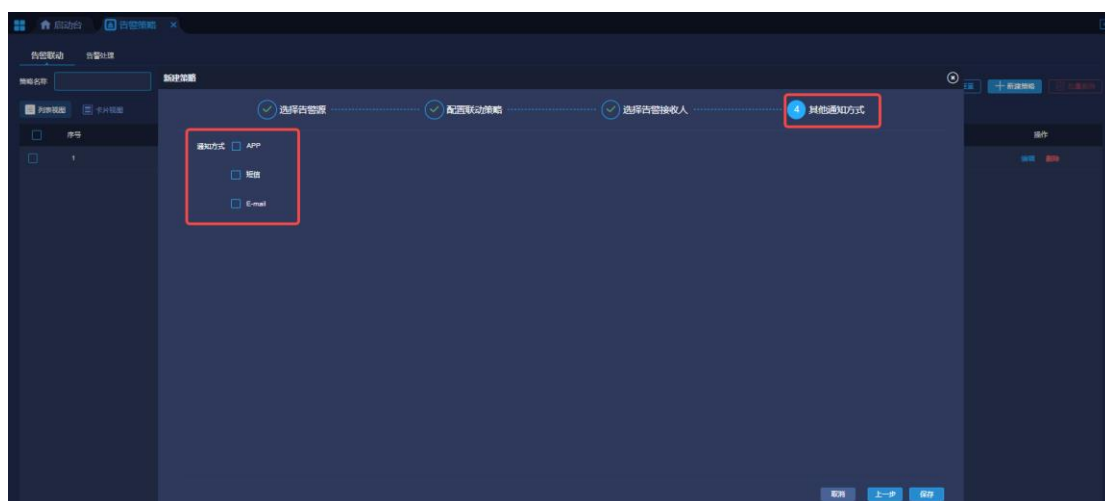 启动台 告警策略 ×
告警联动 告警处理
策略名称
新建策略
新建策略
列表视图 卡片视图
选择告警源 配置联动策略 选择告警接收人 4 其他通知方式
序号 操作
通知方式 APP
1 编辑 删除
短信
E-mail
取消 上一步 保存